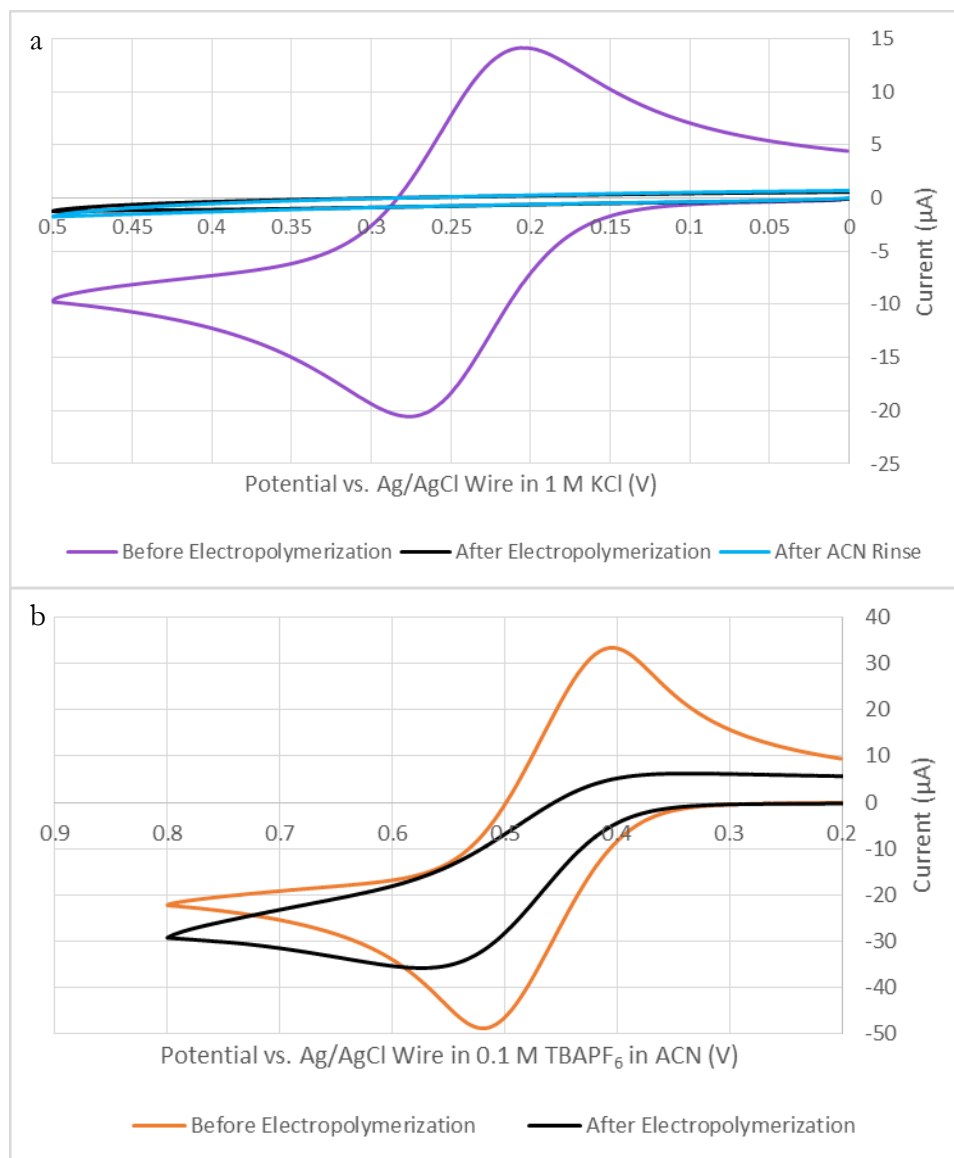 a
15
10
5
0
-5
-10
-15
-20
-25
0.5 0.45 0.4 0.35 0.3 0.25 0.2 0.15 0.1 0.05 0
Current (µA)
Potential vs. Ag/AgCl Wire in 1 M KCl (V)
Before Electropolymerization After Electropolymerization After ACN Rinse
b
40
30
20
10
0
-10
-20
-30
-40
-50
0.9 0.8 0.7 0.6 0.5 0.4 0.3 0.2
Current (µA)
Potential vs. Ag/AgCl Wire in 0.1 M TBAPF₆ in ACN (V)
Before Electropolymerization After Electropolymerization